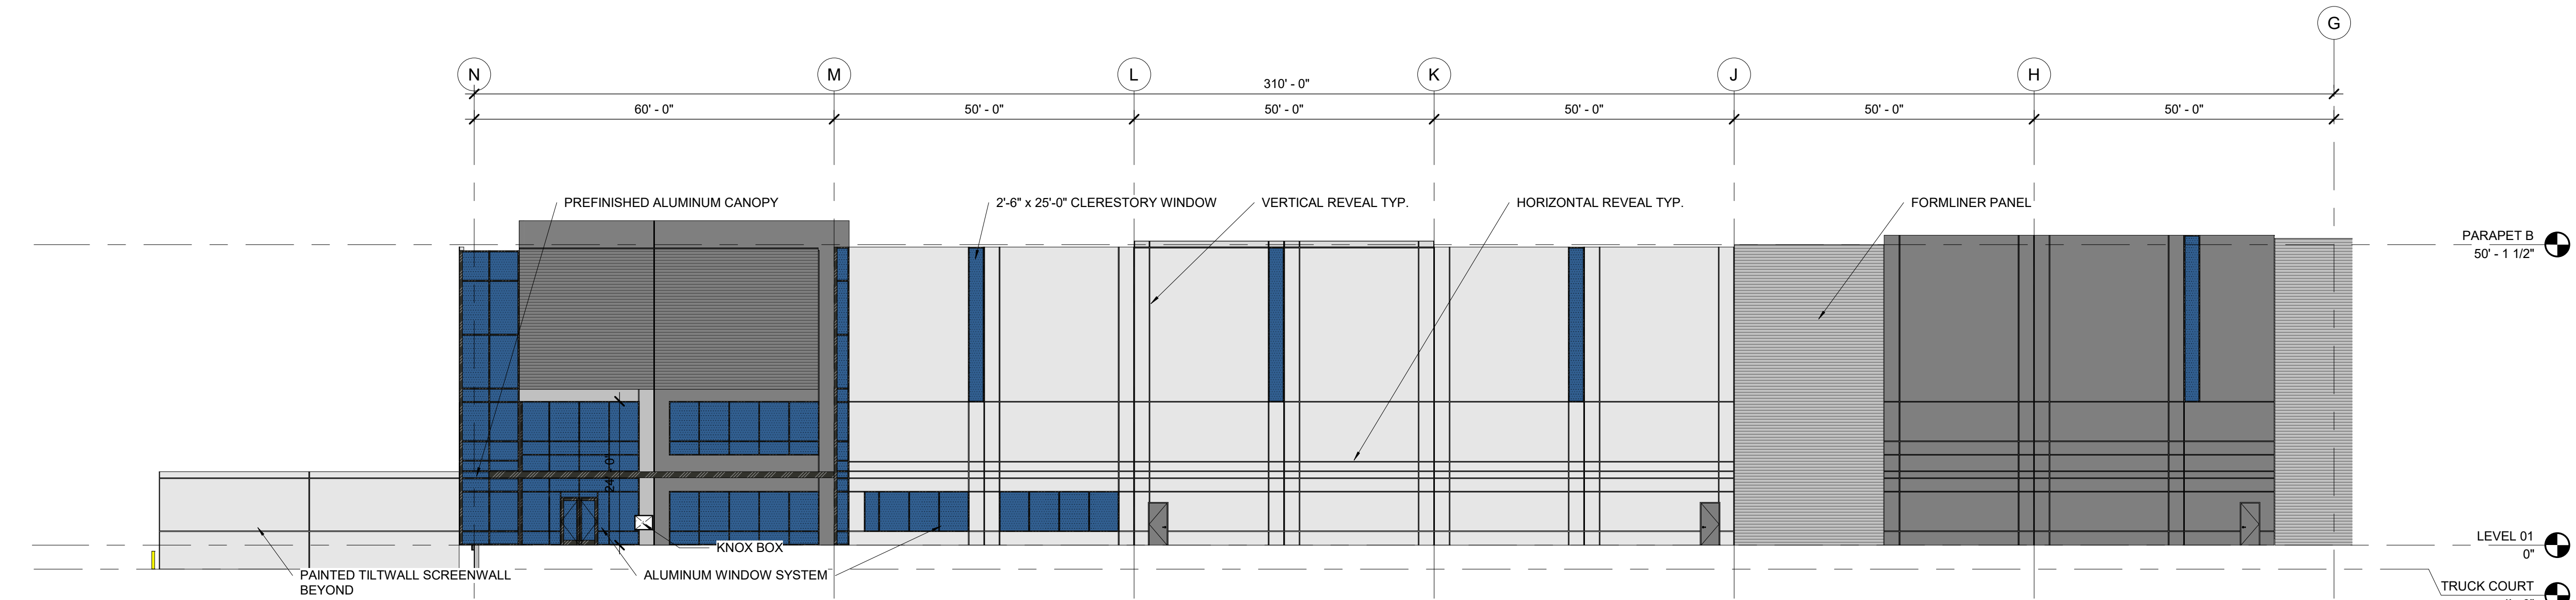 G
N
M
L
K
J
H
310' - 0"
60' - 0"
50' - 0"
50' - 0"
50' - 0"
50' - 0"
50' - 0"
PREFINISHED ALUMINUM CANOPY
2'-6" x 25'-0" CLERESTORY WINDOW
VERTICAL REVEAL TYP.
HORIZONTAL REVEAL TYP.
FORMLINER PANEL
PARAPET B
50' - 1 1/2"
24' - 0"
KNOX BOX
LEVEL 01
0"
PAINTED TILTWALL SCREENWALL
BEYOND
ALUMINUM WINDOW SYSTEM
TRUCK COURT